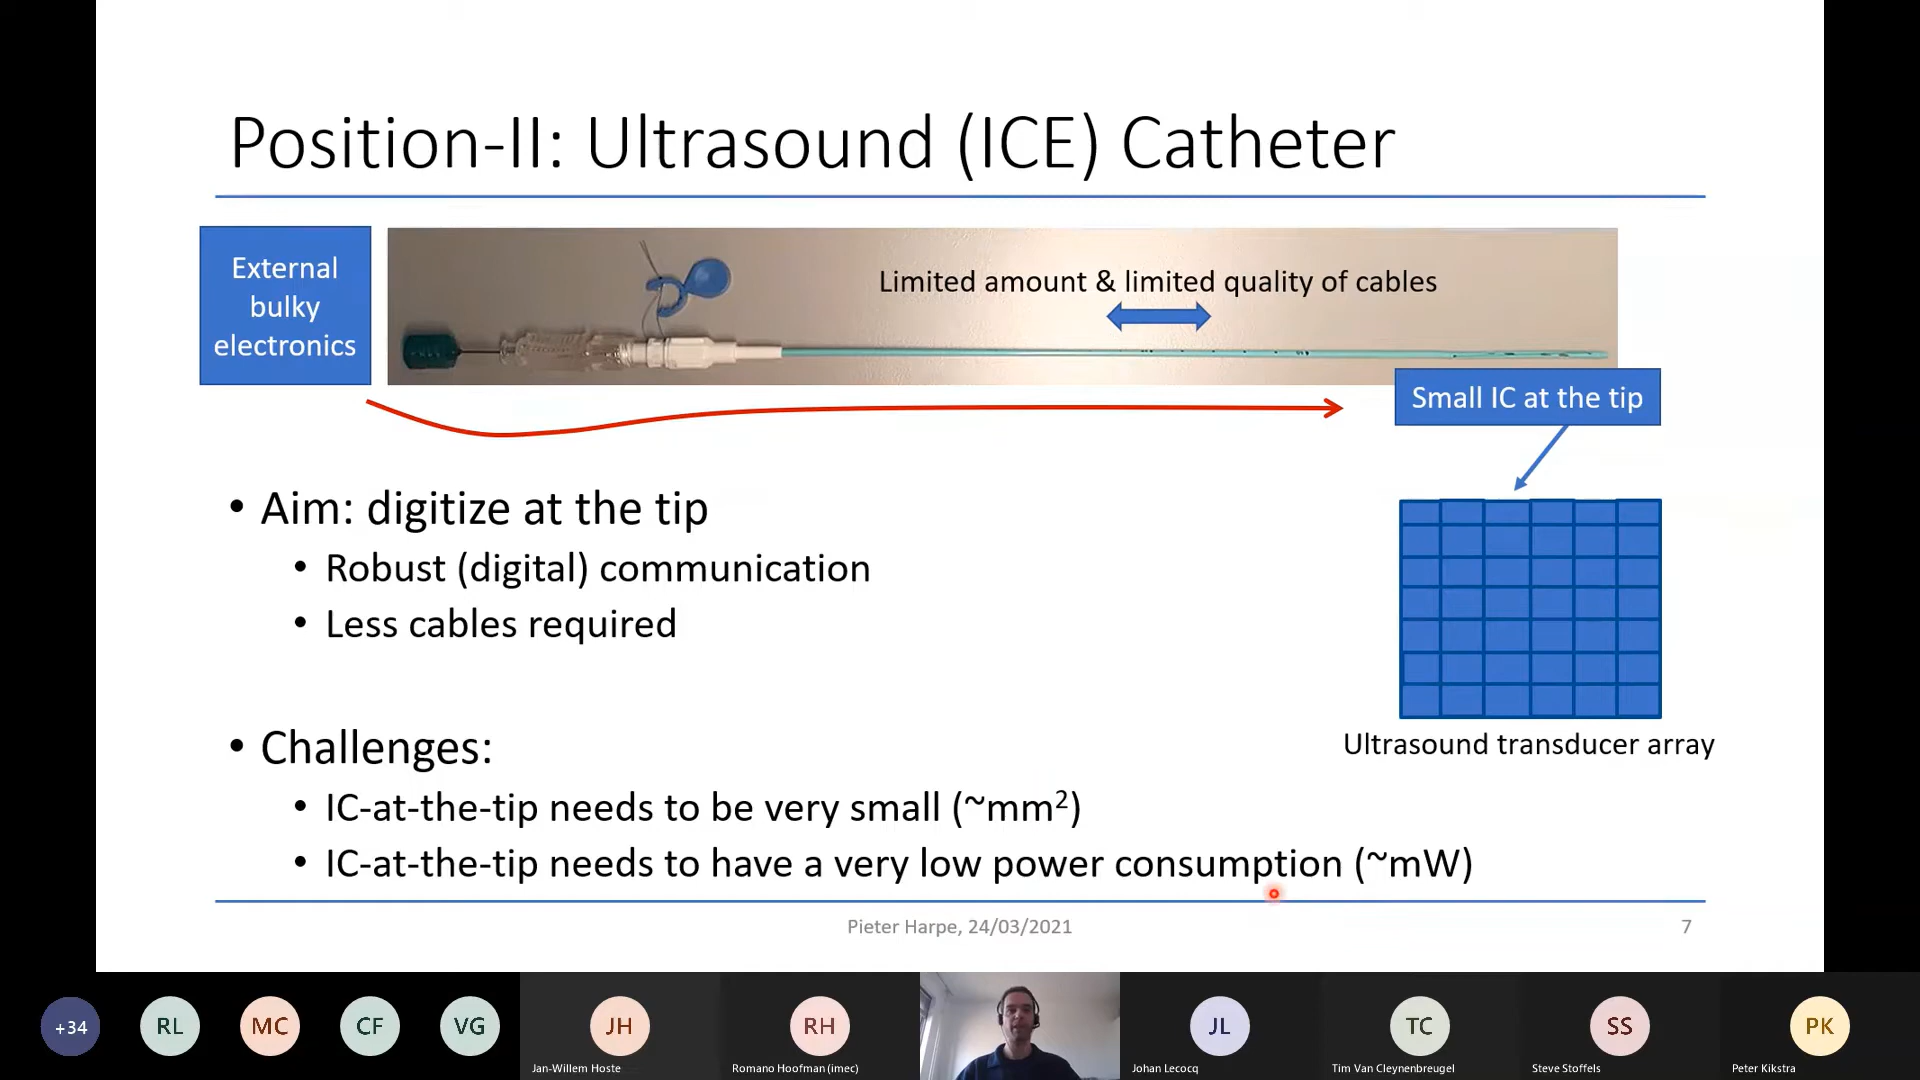 Position-II: Ultrasound (ICE) Catheter
External
bulky
electronics
Limited amount & limited quality of cables
Small IC at the tip
• Aim: digitize at the tip
• Robust (digital) communication
• Less cables required
Ultrasound transducer array
• Challenges:
• IC-at-the-tip needs to be very small (~mm²)
• IC-at-the-tip needs to have a very low power consumption (~mW)
Pieter Harpe, 24/03/2021
7
+34
RL
MC
CF
VG
JH
Jan-Willem Hoste
RH
Romano Hoofman (imec)
JL
Johan Lecocq
TC
Tim Van Cleynenbreugel
SS
Steve Stoffels
PK
Peter Kikstra